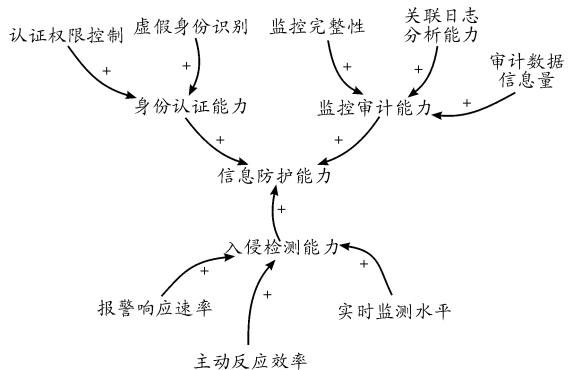 认证权限控制
虚假身份识别
监控完整性
关联日志
分析能力
审计数据
信息量
+
+
+
+
+
身份认证能力
监控审计能力
+
+
信息防护能力
+
入侵检测能力
+
+
+
报警响应速率
实时监测水平
主动反应效率